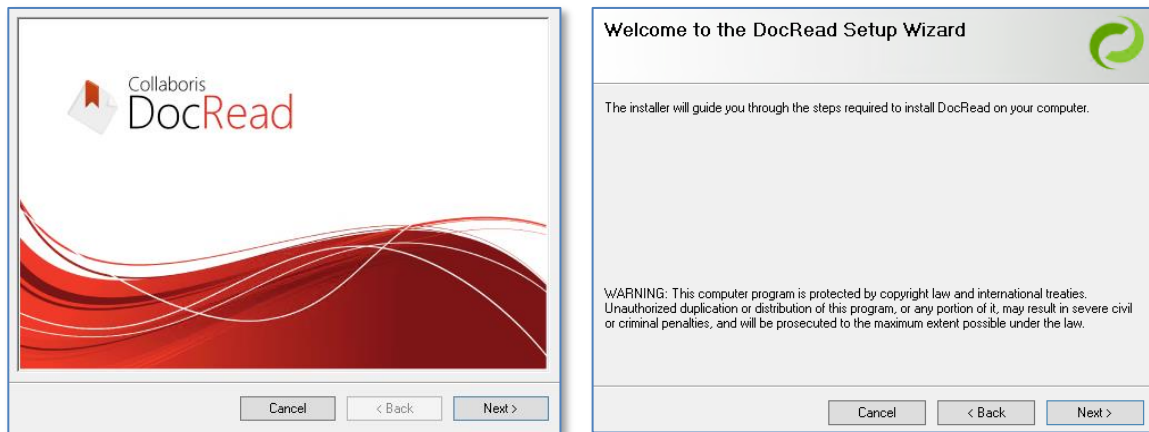 Collaboris
DocRead
Cancel
< Back
Next >
Welcome to the DocRead Setup Wizard
The installer will guide you through the steps required to install DocRead on your computer.
WARNING: This computer program is protected by copyright law and international treaties.
Unauthorized duplication or distribution of this program, or any portion of it, may result in severe civil
or criminal penalties, and will be prosecuted to the maximum extent possible under the law.
Cancel
< Back
Next >